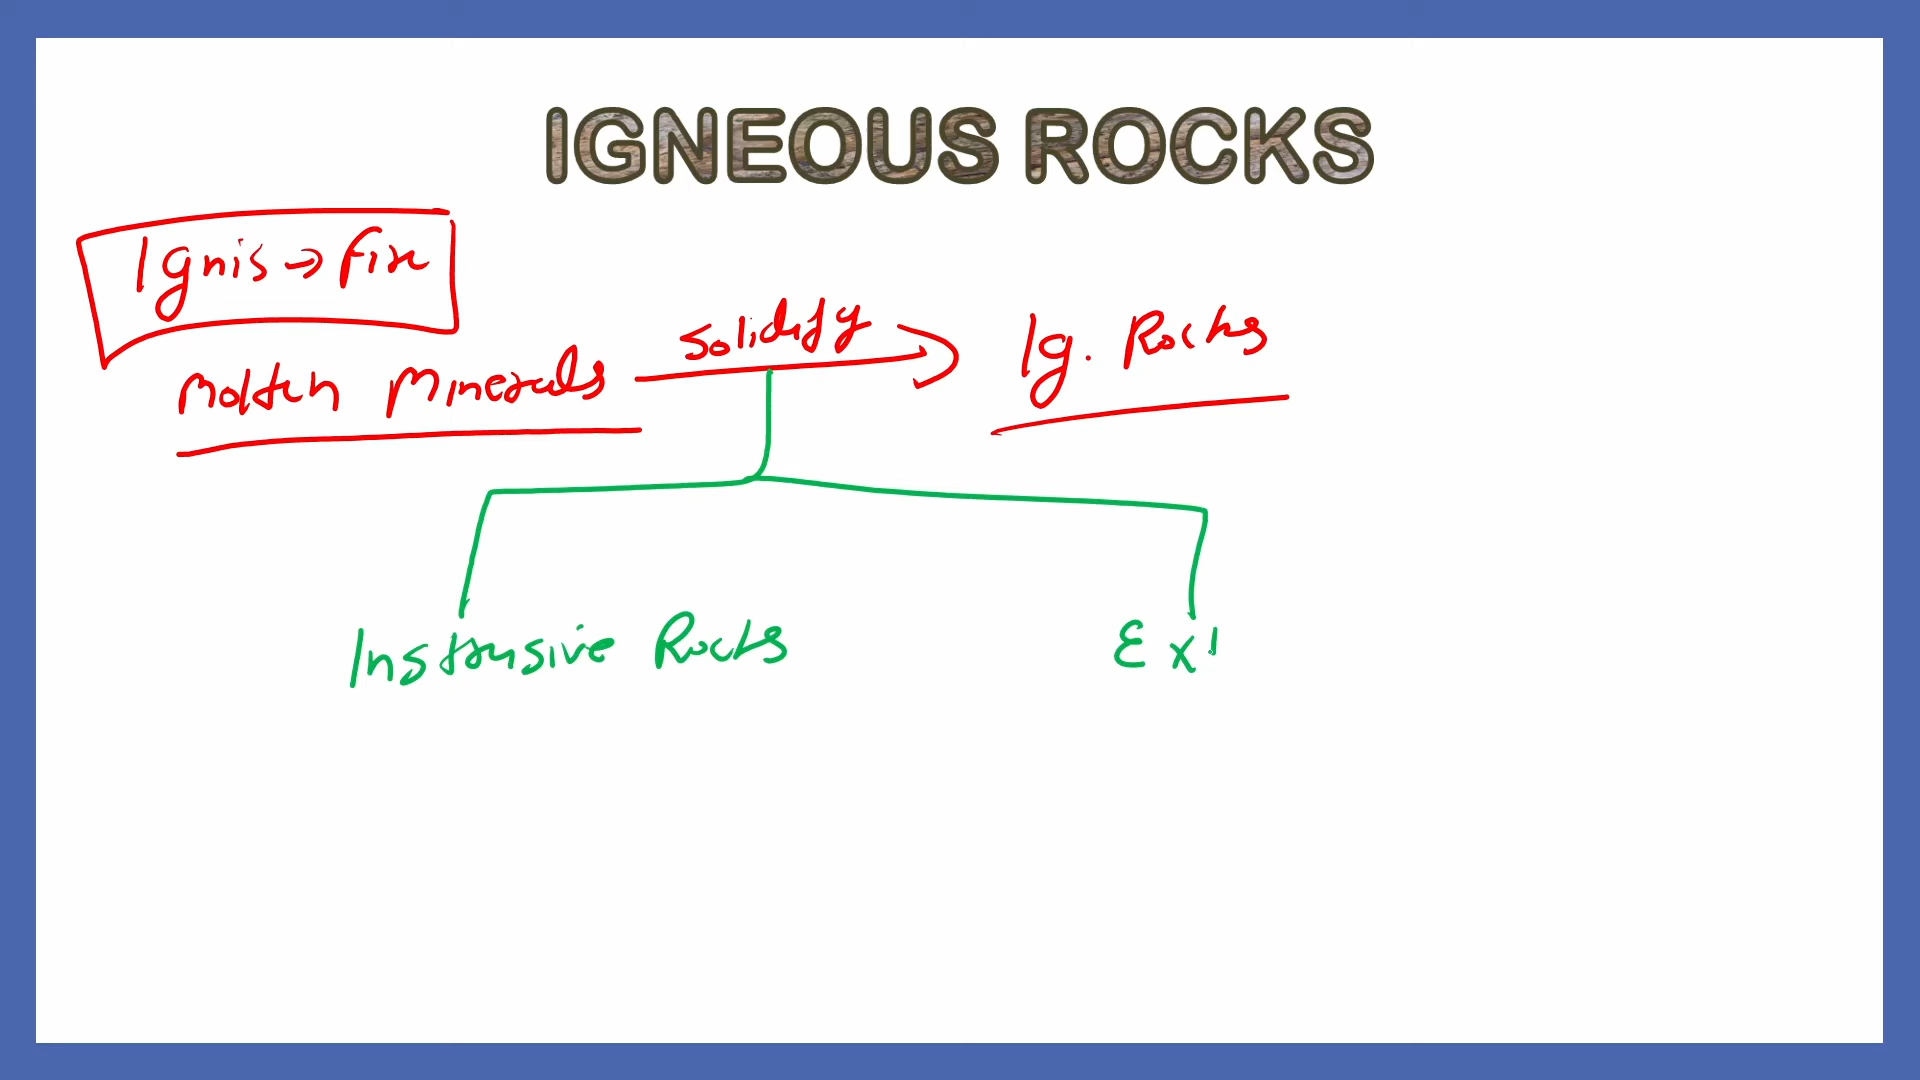 IGNEOUS ROCKS
Ignis → fire
Molten Minerals solidify Ig. Rocks
Instrusive Rocks Ex